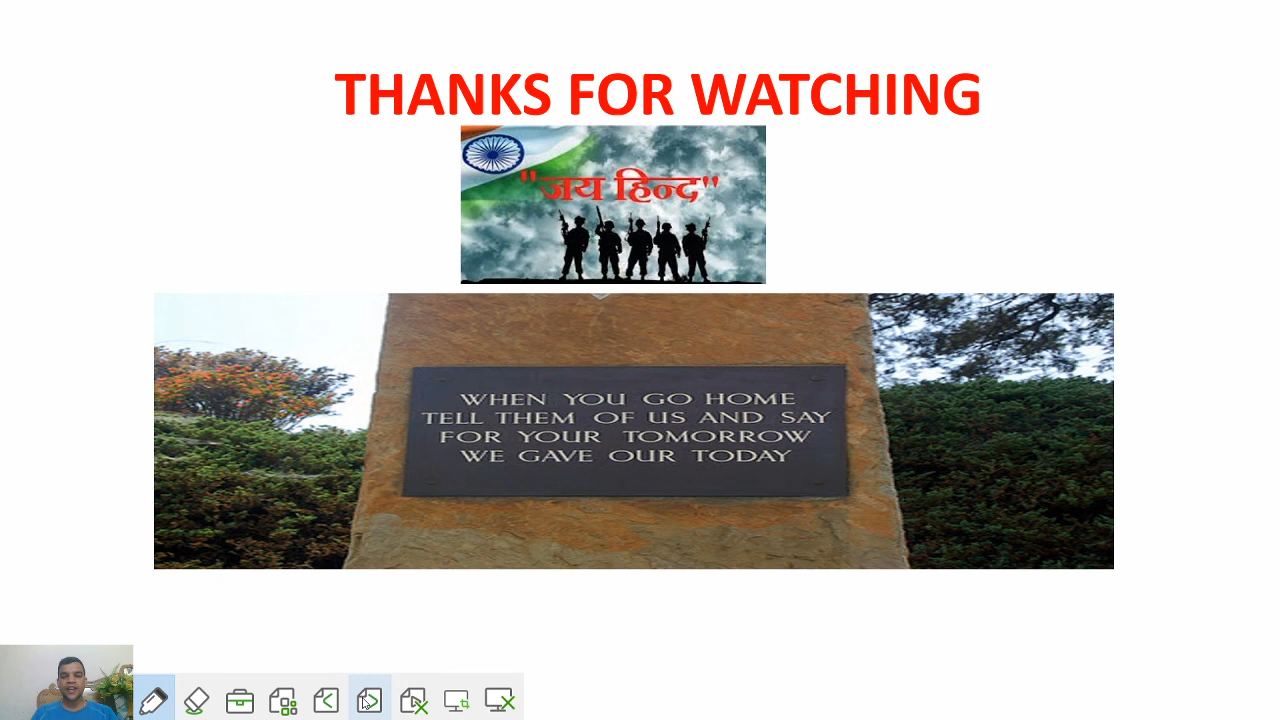 THANKS FOR WATCHING
"जय हिन्द"
WHEN YOU GO HOME
TELL THEM OF US AND SAY
FOR YOUR TOMORROW
WE GAVE OUR TODAY